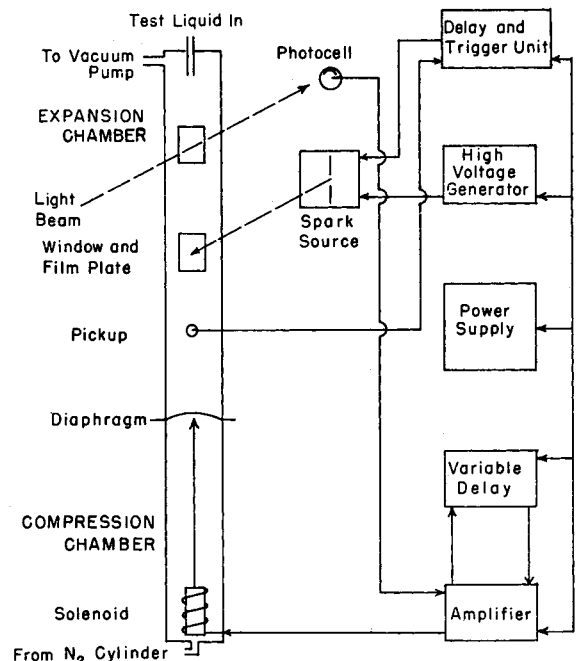 Test Liquid In
To Vacuum
Pump
EXPANSION
CHAMBER
Light
Beam
Window and
Film Plate
Pickup
Diaphragm
COMPRESSION
CHAMBER
Solenoid
From N₂ Cylinder
Photocell
Spark
Source
Delay and
Trigger Unit
High
Voltage
Generator
Power
Supply
Variable
Delay
Amplifier